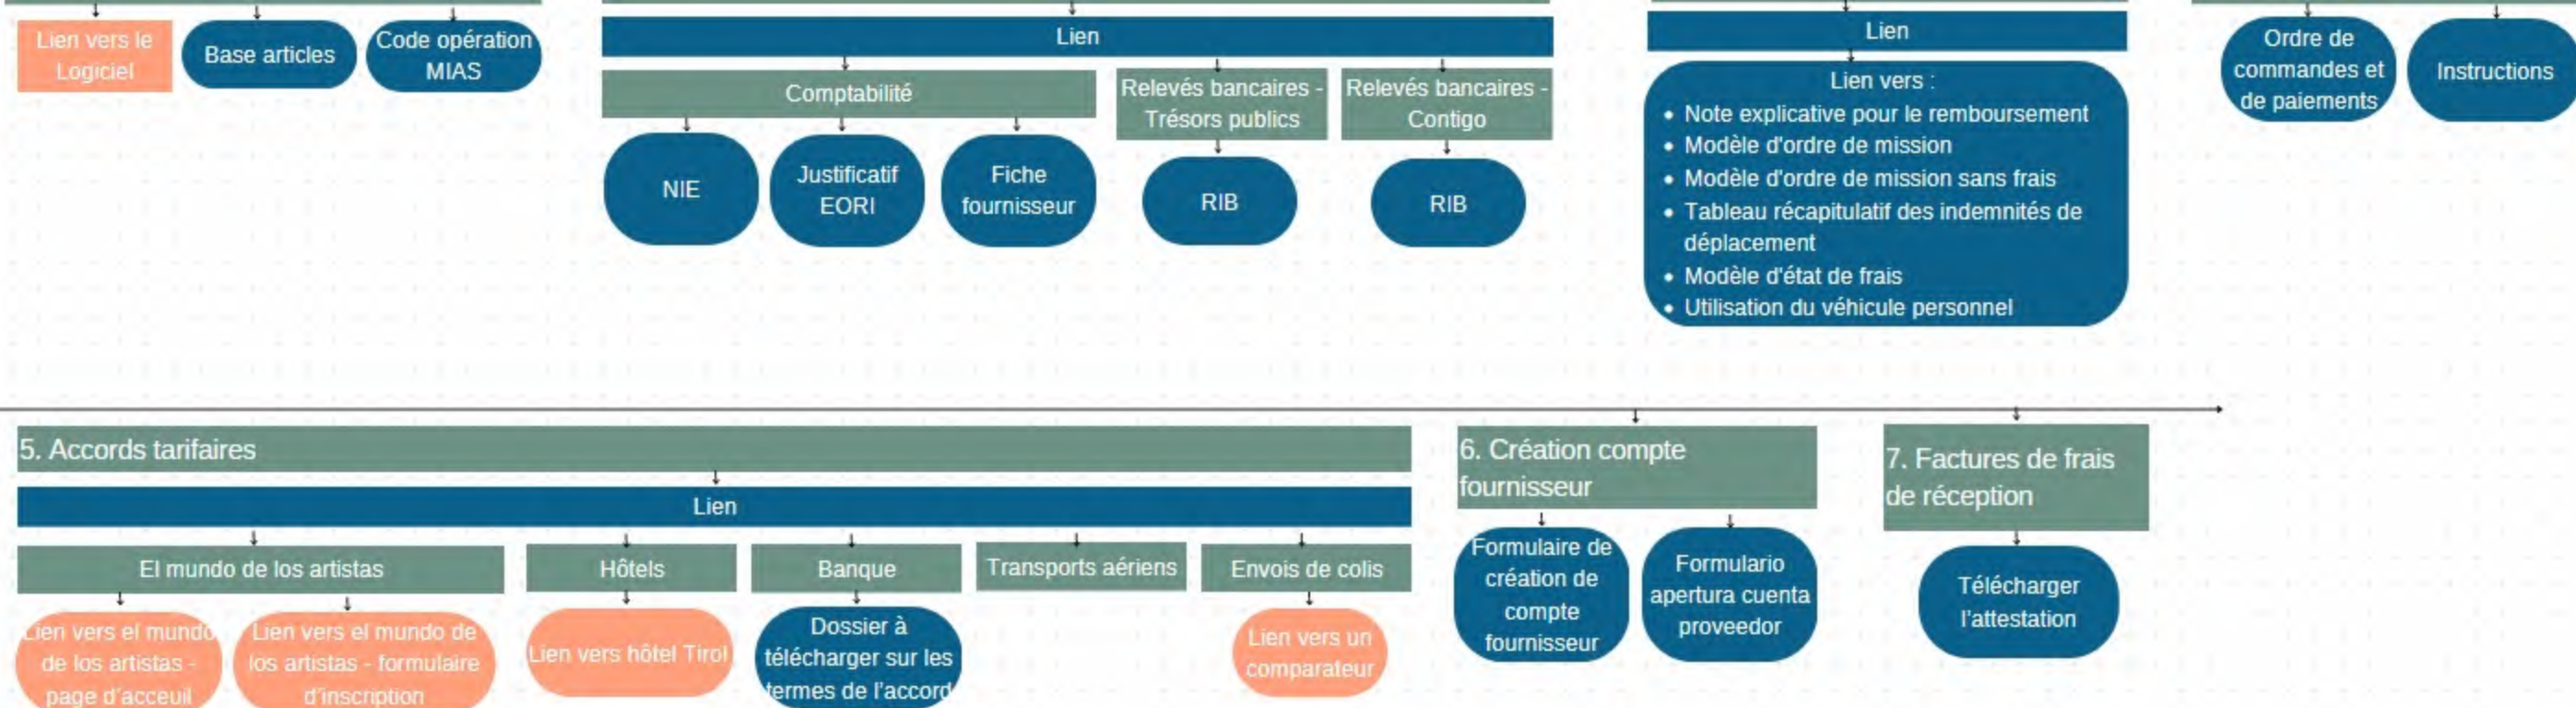 Lien vers le
Logiciel
Base articles
Code opération
MIAS
Lien
Comptabilité
Relevés bancaires -
Trésors publics
Relevés bancaires -
Contigo
NIE
Justificatif
EORI
Fiche
fournisseur
RIB
RIB
Lien
Lien vers :
• Note explicative pour le remboursement
• Modèle d'ordre de mission
• Modèle d'ordre de mission sans frais
• Tableau récapitulatif des indemnités de
déplacement
• Modèle d'état de frais
• Utilisation du véhicule personnel
Ordre de
commandes et
de paiements
Instructions
5. Accords tarifaires
Lien
El mundo de los artistas
Hôtels
Banque
Transports aériens
Envois de colis
Lien vers el mundo
de los artistas -
page d'acceuil
Lien vers el mundo de
los artistas - formulaire
d'inscription
Lien vers hôtel Tirol
Dossier à
télécharger sur les
termes de l'accord
Lien vers un
comparateur
6. Création compte
fournisseur
Formulaire de
création de
compte
fournisseur
Formulario
apertura cuenta
proveedor
7. Factures de frais
de réception
Télécharger
l'attestation